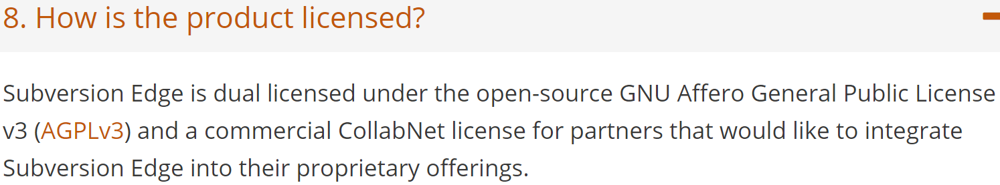 8. How is the product licensed?
Subversion Edge is dual licensed under the open-source GNU Affero General Public License
v3 (AGPLv3) and a commercial CollabNet license for partners that would like to integrate
Subversion Edge into their proprietary offerings.